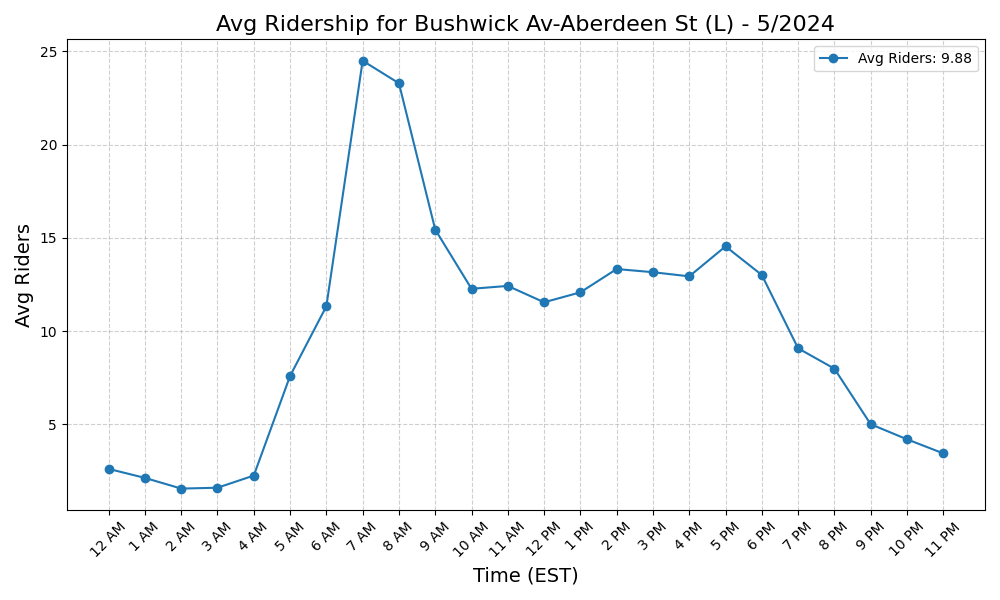 Avg Ridership for Bushwick Av-Aberdeen St (L) - 5/2024
Avg Riders: 9.88
Avg Riders
25
20
15
10
5
12 AM
1 AM
2 AM
3 AM
4 AM
5 AM
6 AM
7 AM
8 AM
9 AM
10 AM
11 AM
12 PM
1 PM
2 PM
3 PM
4 PM
5 PM
6 PM
7 PM
8 PM
9 PM
10 PM
11 PM
Time (EST)